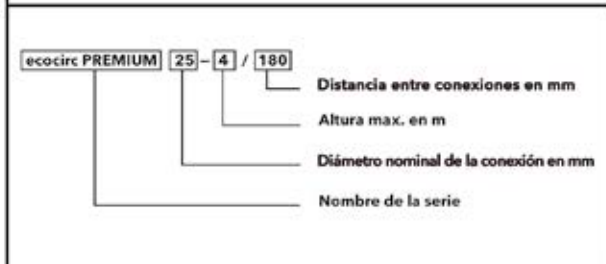 ecocirc PREMIUM 25 – 4 / 180
Distancia entre conexiones en mm
Altura max. en m
Diámetro nominal de la conexión en mm
Nombre de la serie